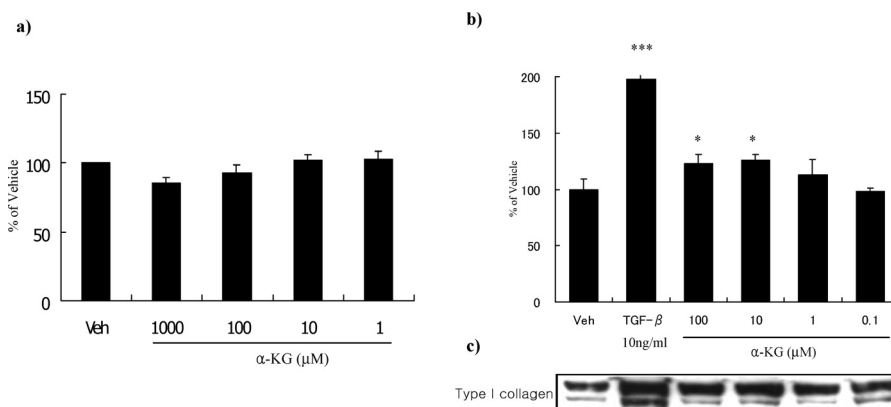 a)
150
100
50
0
% of Vehicle
Veh 1000 100 10 1
α-KG (µM)
b)
***
* *
200
150
100
50
0
% of Vehicle
Veh TGF-β 100 10 1 0.1
10ng/ml
α-KG (µM)
c)
Type I collagen